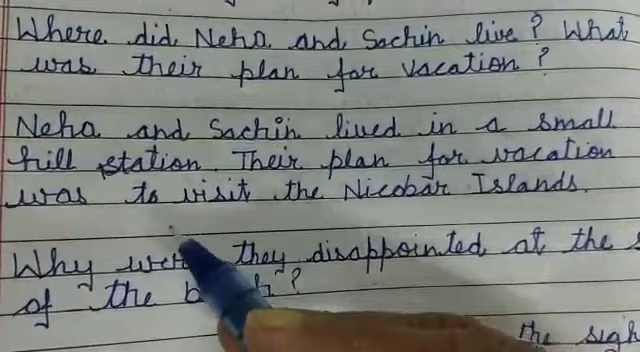 Where did Neha and Sachin live? What
was their plan for vacation?
Neha and Sachin lived in a small
hill station. Their plan for vacation
was to visit the Nicobar Islands.
Why were they disappointed at the
of the
the